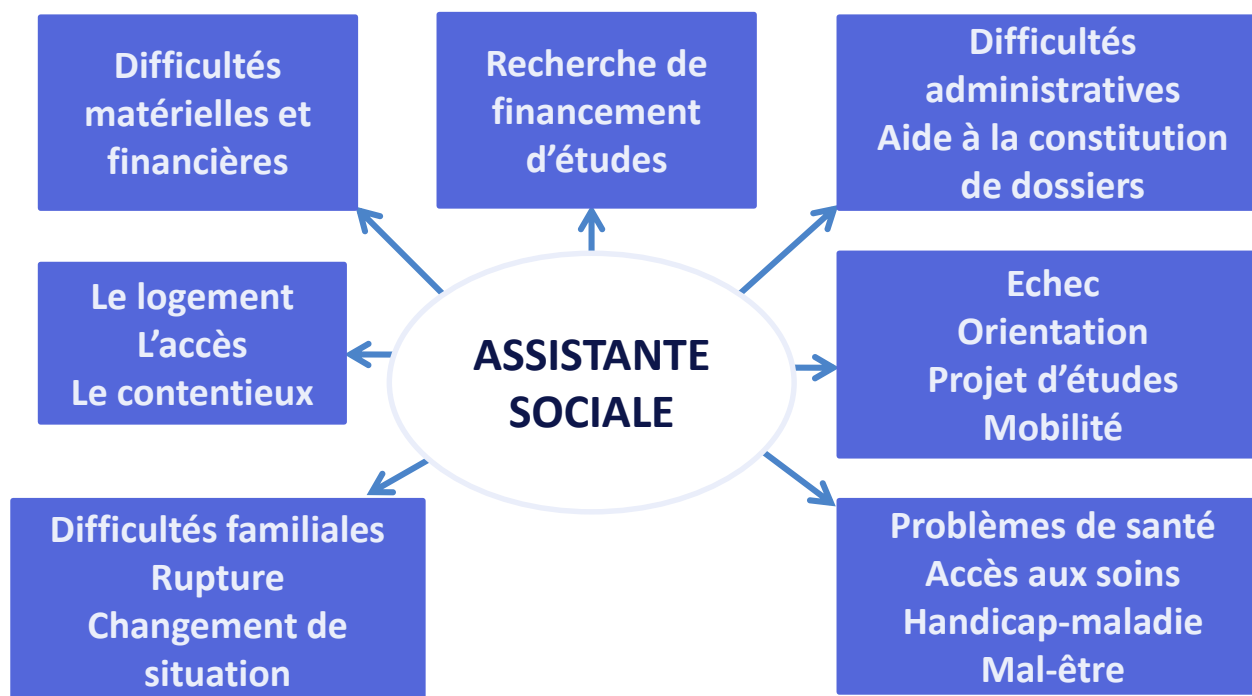 Difficultés
matérielles et
financières
Recherche de
financement
d’études
Difficultés
administratives
Aide à la constitution
de dossiers
Le logement
L’accès
Le contentieux
ASSISTANTE
SOCIALE
Echec
Orientation
Projet d’études
Mobilité
Difficultés familiales
Rupture
Changement de
situation
Problèmes de santé
Accès aux soins
Handicap-maladie
Mal-être